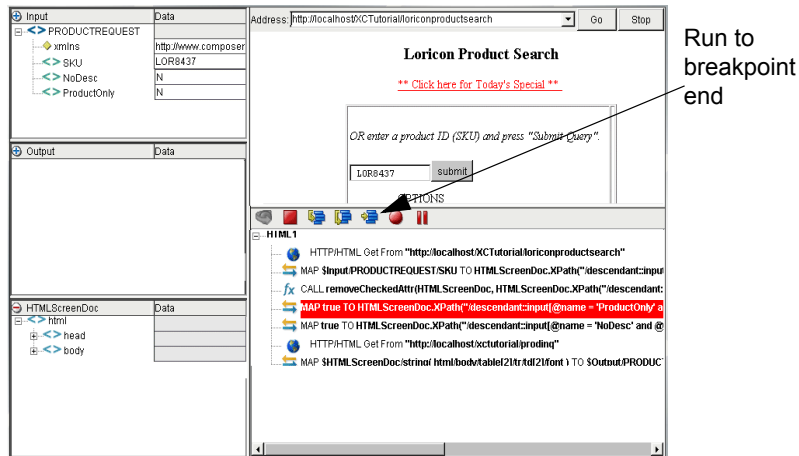 Input Data
PRODUCTREQUEST
xmlns http://www.composer
SKU LOR8437
NoDesc N
ProductOnly N
Output Data
HTMLScreenDoc Data
html
head
body
Address: http://localhost/XCTutorial/loriconproductsearch Go Stop
Loricon Product Search
** Click here for Today's Special **
OR enter a product ID (SKU) and press "Submit Query".
LOR8437 submit
OPTIONS
HTML1
HTTP/HTML Get From "http://localhost/XCTutorial/loriconproductsearch"
MAP $Input/PRODUCTREQUEST/SKU TO HTMLScreenDoc.XPath("/descendant::input
fx CALL removeCheckedAttr(HTMLScreenDoc, HTMLScreenDoc.XPath("/descendant:
MAP true TO HTMLScreenDoc.XPath("/descendant::input[@name = 'ProductOnly' a
MAP true TO HTMLScreenDoc.XPath("/descendant::input[@name = 'NoDesc' and @
HTTP/HTML Get From "http://localhost/xctutorial/prodinq"
MAP $HTMLScreenDoc/string( html/body/table[2]/tr/td[2]/font ) TO $Output/PRODUC
Run to
breakpoint
end